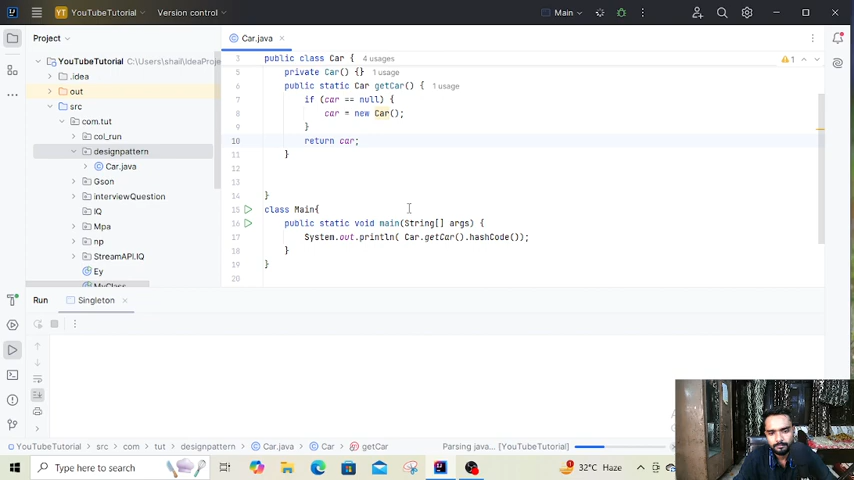 YT YouTubeTutorial Version control Main
Project
Car.java
YouTubeTutorial C:\Users\shail\IdeaProje
.idea
out
src
com.tut
col_run
designpattern
Car.java
Gson
interviewQuestion
IQ
Mpa
np
StreamAPI.IQ
Ey
MyClass
1
3 public class Car { 4 usages
5 private Car() {} 1 usage
6 public static Car getCar() { 1 usage
7 if (car == null) {
8 car = new Car();
9 }
10 return car;
11 }
12
13
14 }
15 class Main{
16 public static void main(String[] args) {
17 System.out.println( Car.getCar().hashCode());
18 }
19 }
20
Run Singleton
YouTubeTutorial > src > com > tut > designpattern > Car.java > Car > getCar Parsing java... [YouTubeTutorial]
Type here to search
32°C Haze